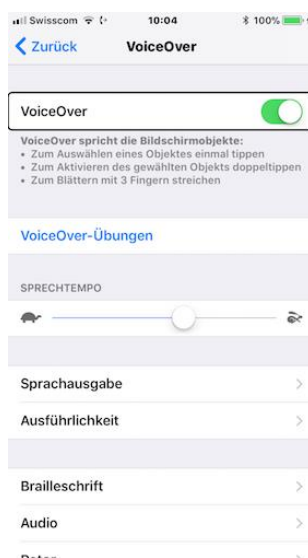 Swisscom 10:04 100%
Zurück VoiceOver
VoiceOver
VoiceOver spricht die Bildschirmobjekte:
• Zum Auswählen eines Objektes einmal tippen
• Zum Aktivieren des gewählten Objekts doppeltippen
• Zum Blättern mit 3 Fingern streichen
VoiceOver-Übungen
SPRECHTEMPO
Sprachausgabe
Ausführlichkeit
Brailleschrift
Audio